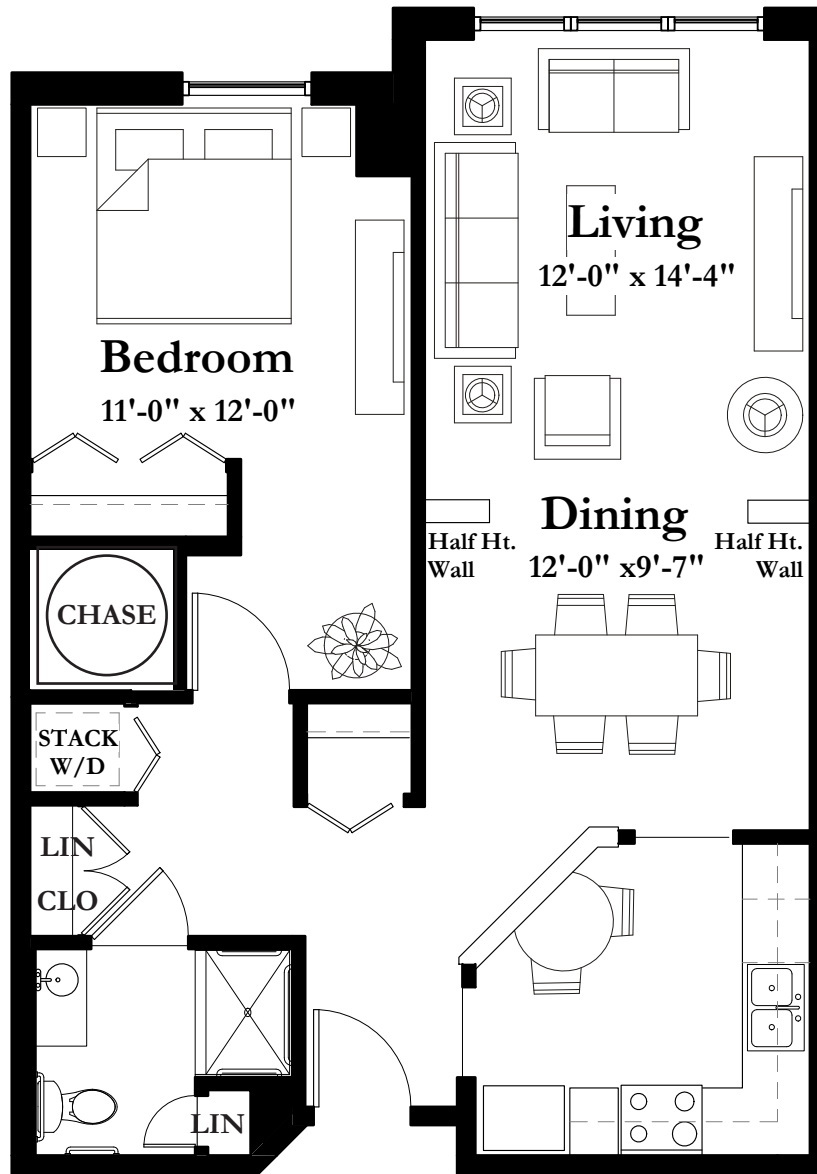 Living
12'-0" x 14'-4"
Bedroom
11'-0" x 12'-0"
Dining
12'-0" x9'-7"
Half Ht.
Wall
Half Ht.
Wall
CHASE
STACK
W/D
LIN
CLO
LIN